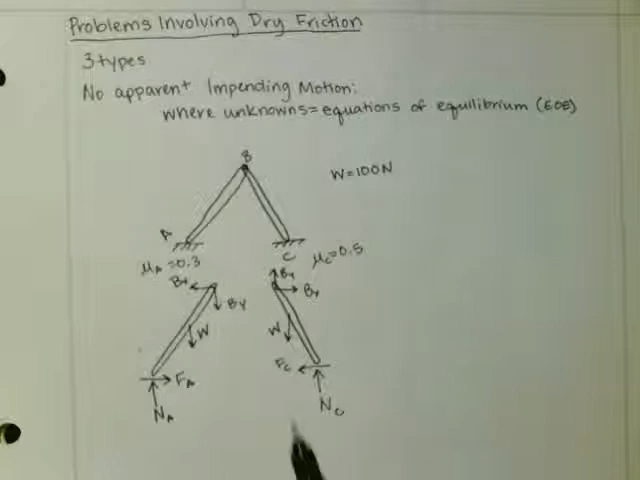 Problems Involving Dry Friction
3 types
No apparent Impending Motion:
where unknowns = equations of equilibrium (EOE)
B
W=100N
A
C
μA=0.3
μC=0.5
By
Bx
Bx
By
W
W
FA
FC
NA
NC